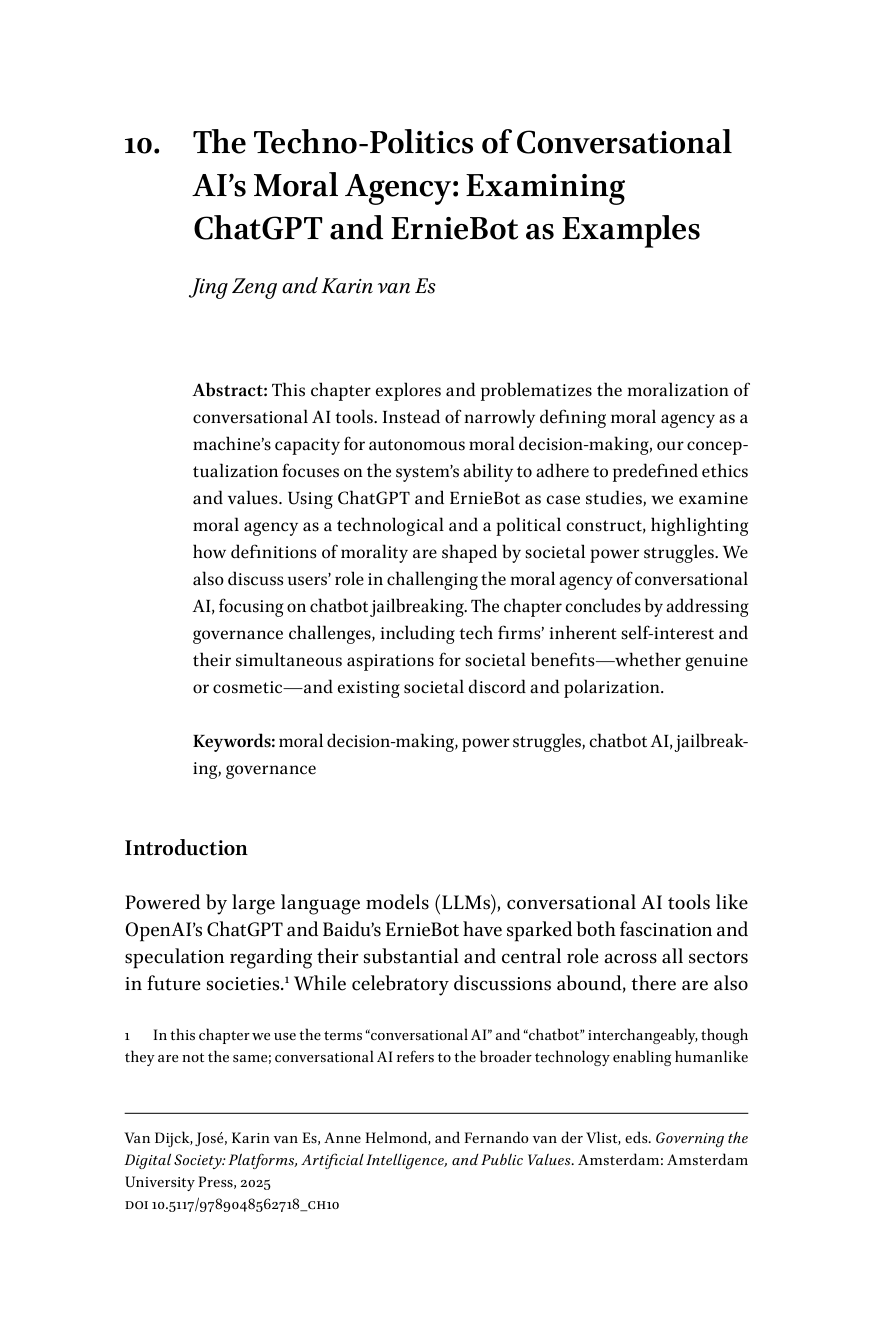 10. The Techno-Politics of Conversational
AI’s Moral Agency: Examining
ChatGPT and ErnieBot as Examples
Jing Zeng and Karin van Es
Abstract: This chapter explores and problematizes the moralization of
conversational AI tools. Instead of narrowly defining moral agency as a
machine’s capacity for autonomous moral decision-making, our concep-
tualization focuses on the system’s ability to adhere to predefined ethics
and values. Using ChatGPT and ErnieBot as case studies, we examine
moral agency as a technological and a political construct, highlighting
how definitions of morality are shaped by societal power struggles. We
also discuss users’ role in challenging the moral agency of conversational
AI, focusing on chatbot jailbreaking. The chapter concludes by addressing
governance challenges, including tech firms’ inherent self-interest and
their simultaneous aspirations for societal benefits—whether genuine
or cosmetic—and existing societal discord and polarization.
Keywords: moral decision-making, power struggles, chatbot AI, jailbreak-
ing, governance
Introduction
Powered by large language models (LLMs), conversational AI tools like
OpenAI’s ChatGPT and Baidu’s ErnieBot have sparked both fascination and
speculation regarding their substantial and central role across all sectors
in future societies.¹ While celebratory discussions abound, there are also
1 In this chapter we use the terms “conversational AI” and “chatbot” interchangeably, though
they are not the same; conversational AI refers to the broader technology enabling humanlike
Van Dijck, José, Karin van Es, Anne Helmond, and Fernando van der Vlist, eds. Governing the
Digital Society: Platforms, Artificial Intelligence, and Public Values. Amsterdam: Amsterdam
University Press, 2025
DOI 10.5117/9789048562718_CH10